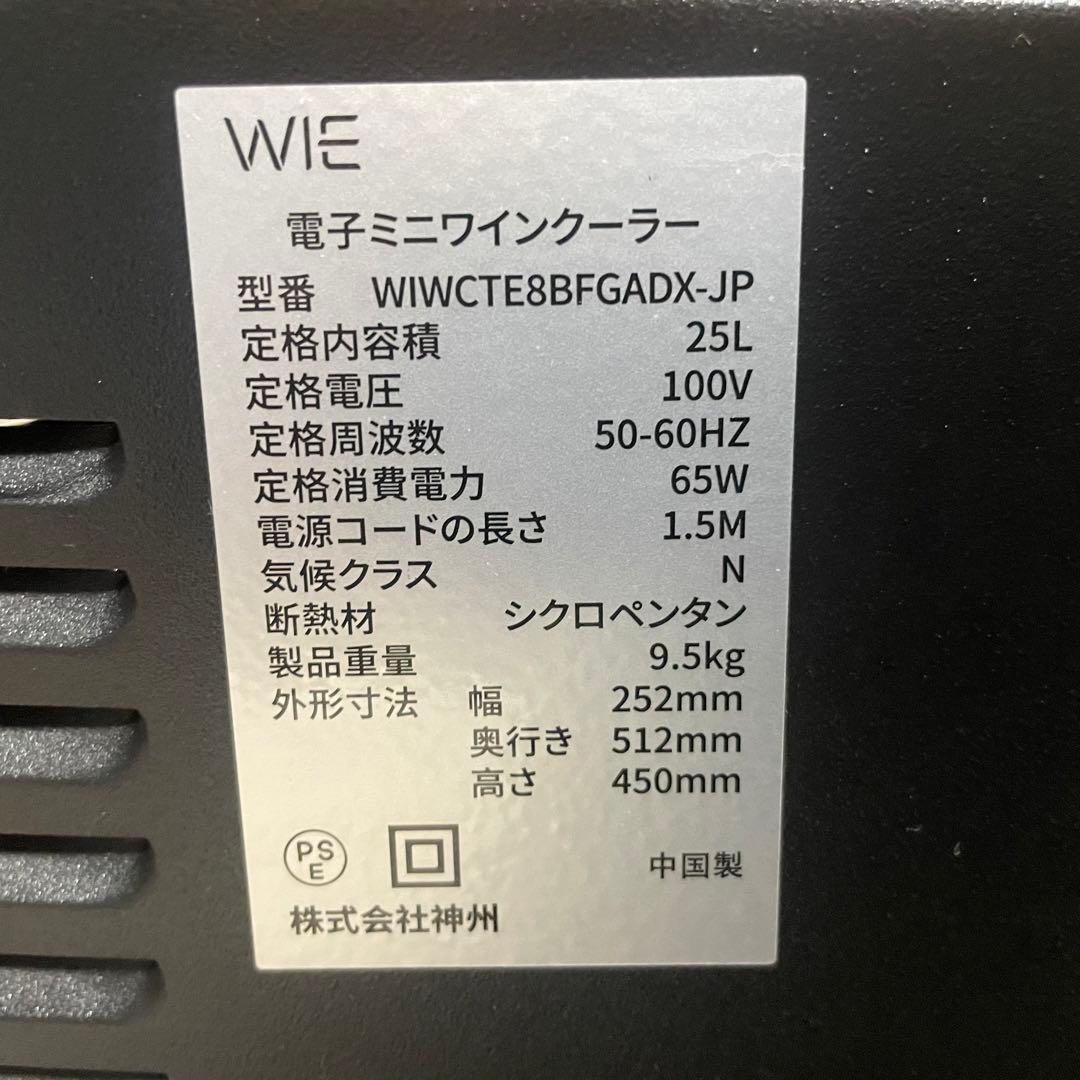 WIE
電子ミニワインクーラー
型番 WIWCTE8BFGADX-JP
定格内容積 25L
定格電圧 100V
定格周波数 50-60HZ
定格消費電力 65W
電源コードの長さ 1.5M
気候クラス N
断熱材 シクロペンタン
製品重量 9.5kg
外形寸法 幅 252mm
奥行き 512mm
高さ 450mm
PSE 中国製
株式会社神州